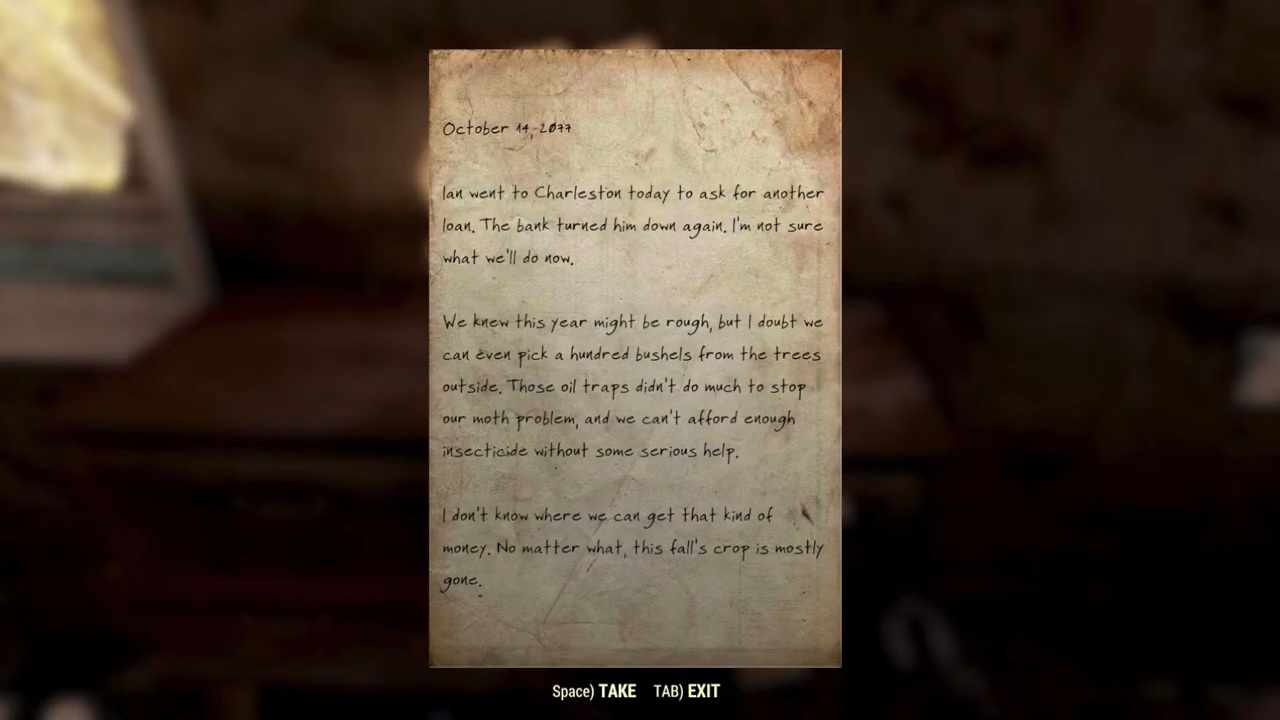 October 14, 2077
Ian went to Charleston today to ask for another
loan. The bank turned him down again. I'm not sure
what we'll do now.
We knew this year might be rough, but I doubt we
can even pick a hundred bushels from the trees
outside. Those oil traps didn't do much to stop
our moth problem, and we can't afford enough
insecticide without some serious help.
I don't know where we can get that kind of
money. No matter what, this fall's crop is mostly
gone.
Space) TAKE TAB) EXIT